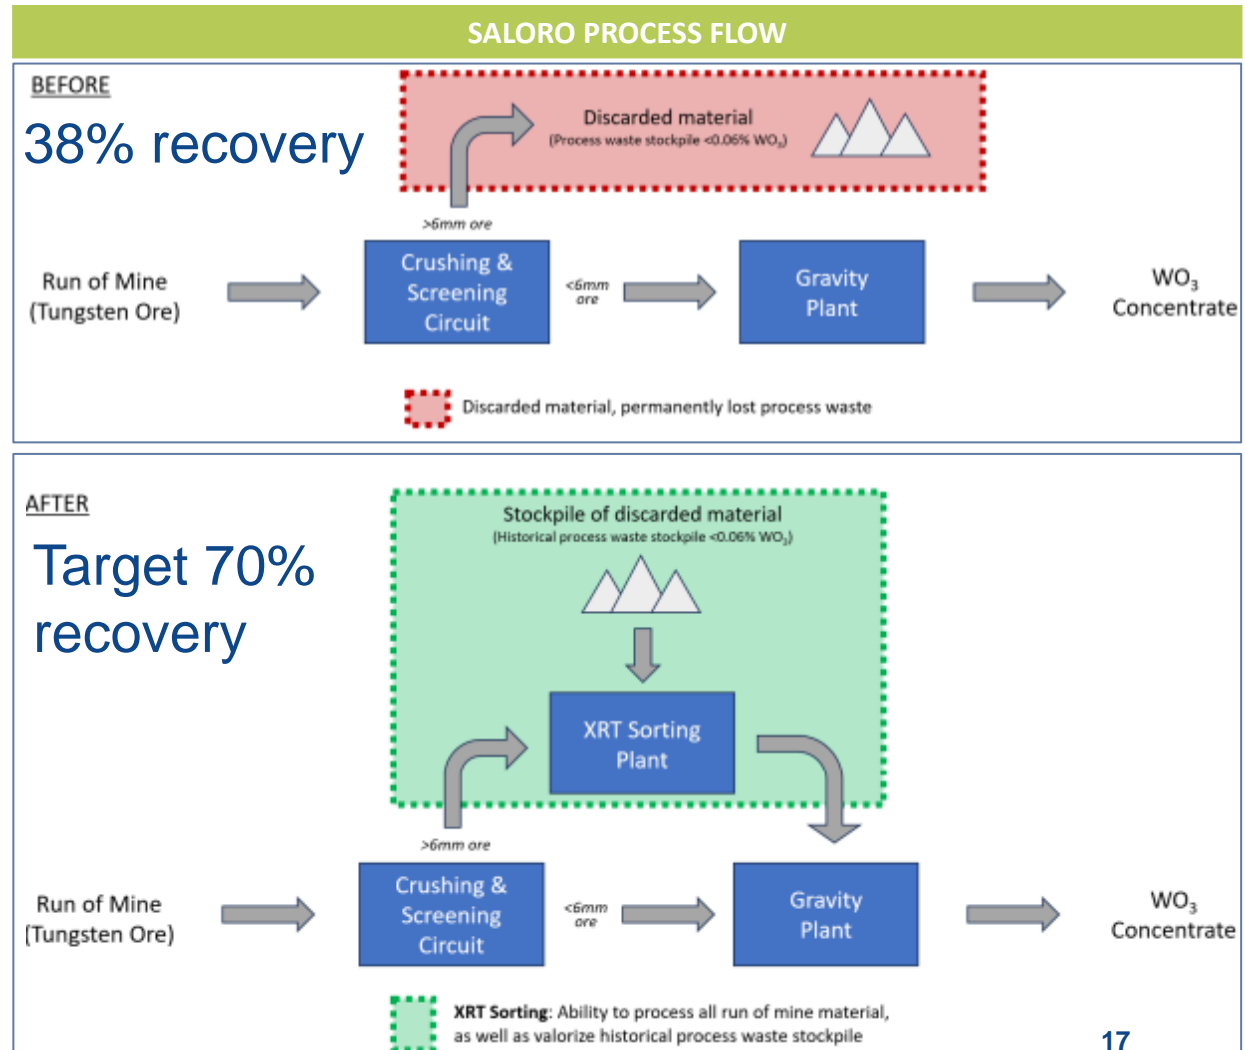 SALORO PROCESS FLOW
BEFORE
38% recovery
Discarded material
(Process waste stockpile <0.06% WO₃)
>6mm ore
Run of Mine
(Tungsten Ore)
Crushing &
Screening
Circuit
<6mm
ore
Gravity
Plant
WO₃
Concentrate
Discarded material, permanently lost process waste
AFTER
Target 70%
recovery
Stockpile of discarded material
(Historical process waste stockpile <0.06% WO₃)
XRT Sorting
Plant
>6mm ore
Run of Mine
(Tungsten Ore)
Crushing &
Screening
Circuit
<6mm
ore
Gravity
Plant
WO₃
Concentrate
XRT Sorting: Ability to process all run of mine material,
as well as valorize historical process waste stockpile
17